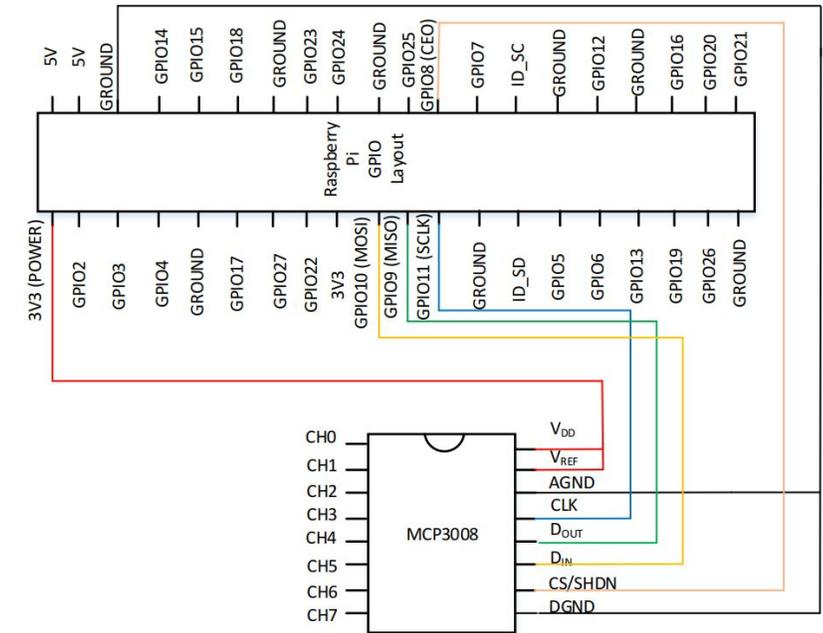 5V
5V
GROUND
GPIO14
GPIO15
GPIO18
GROUND
GPIO23
GPIO24
GROUND
GPIO25
GPIO8 (CEO)
GPIO7
ID_SC
GROUND
GPIO12
GROUND
GPIO16
GPIO20
GPIO21
Raspberry
Pi
GPIO
Layout
3V3 (POWER)
GPIO2
GPIO3
GPIO4
GROUND
GPIO17
GPIO27
GPIO22
3V3
GPIO10 (MOSI)
GPIO9 (MISO)
GPIO11 (SCLK)
GROUND
ID_SD
GPIO5
GPIO6
GPIO13
GPIO19
GPIO26
GROUND
CH0
CH1
CH2
CH3
CH4
CH5
CH6
CH7
MCP3008
VDD
VREF
AGND
CLK
DOUT
DIN
CS/SHDN
DGND